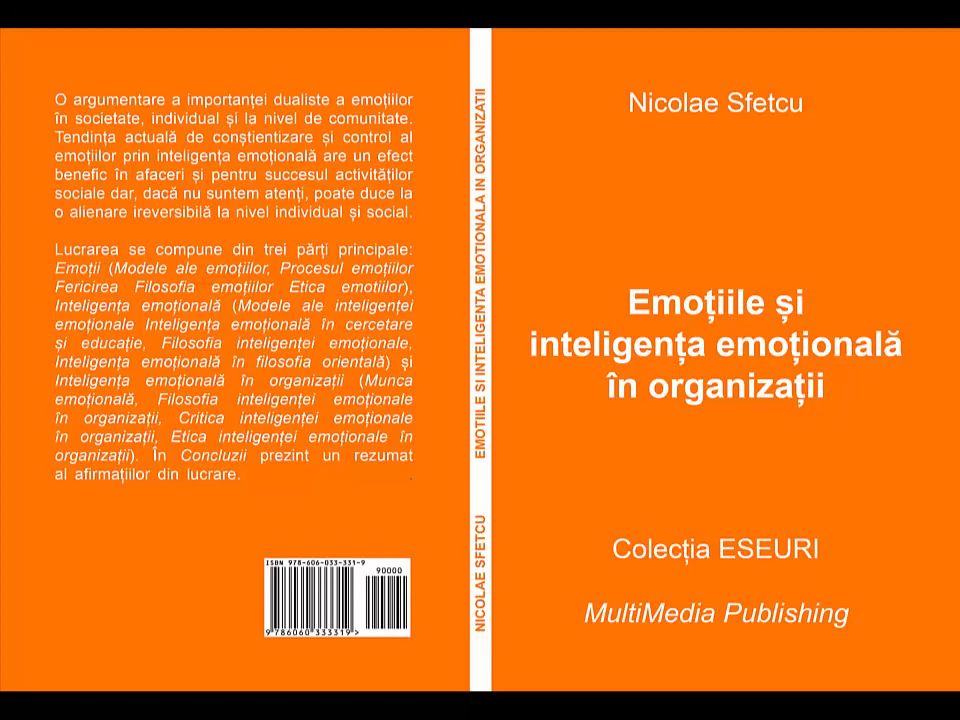 O argumentare a importanței dualiste a emoțiilor
în societate, individual și la nivel de comunitate.
Tendința actuală de conștientizare și control al
emoțiilor prin inteligența emoțională are un efect
benefic în afaceri și pentru succesul activităților
sociale dar, dacă nu suntem atenți, poate duce la
o alienare ireversibilă la nivel individual și social.
Lucrarea se compune din trei părți principale:
Emoții (Modele ale emoțiilor, Procesul emoțiilor
Fericirea Filosofia emoțiilor Etica emotiilor),
Inteligența emoțională (Modele ale inteligenței
emoționale Inteligența emoțională în cercetare
și educație, Filosofia inteligenței emoționale,
Inteligența emoțională în filosofia orientală) și
Inteligența emoțională în organizații (Munca
emoțională, Filosofia inteligenței emoționale
în organizații, Critica inteligenței emoționale
în organizații, Etica inteligenței emoționale în
organizații). În Concluzii prezint un rezumat
al afirmațiilor din lucrare. .
ISBN 978-606-033-331-9
90000
9 786060 333319 >
NICOLAE SFETCU EMOTIILE SI INTELIGENTA EMOTIONALA IN ORGANIZATII
Nicolae Sfetcu
Emoțiile și
inteligența emoțională
în organizații
Colecția ESEURI
MultiMedia Publishing